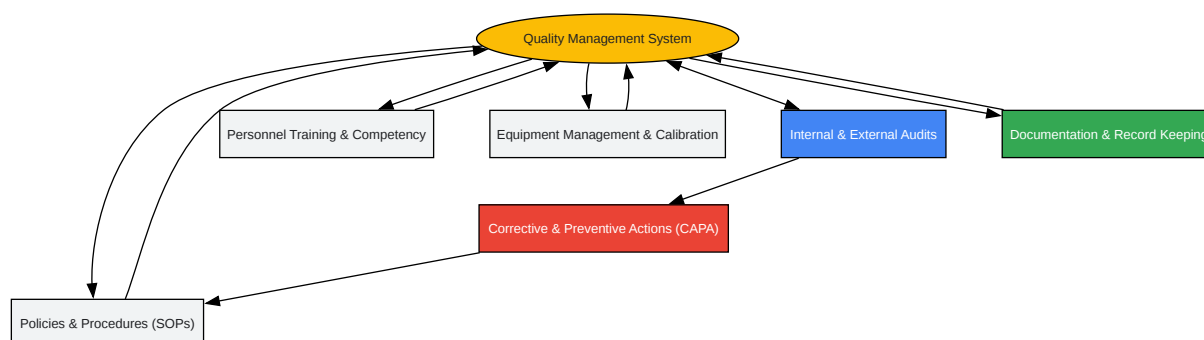 Quality Management System
Personnel Training & Competency
Equipment Management & Calibration
Internal & External Audits
Documentation & Record Keeping
Corrective & Preventive Actions (CAPA)
Policies & Procedures (SOPs)